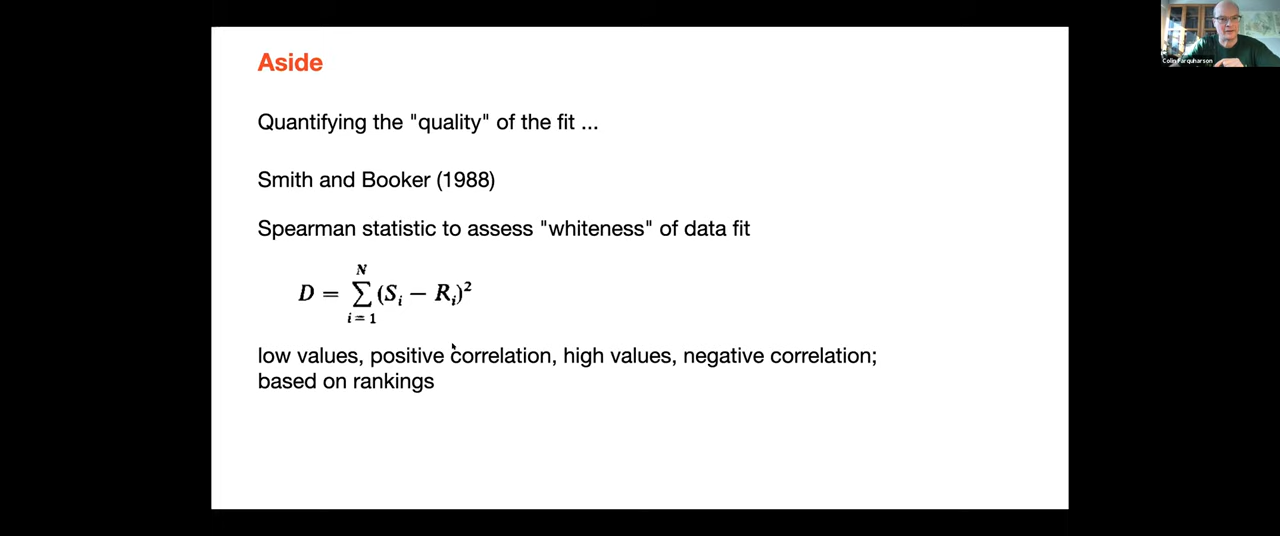 Aside
Quantifying the "quality" of the fit ...
Smith and Booker (1988)
Spearman statistic to assess "whiteness" of data fit
D = \sum_{i=1}^{N} (S_i − R_i)^2
low values, positive correlation, high values, negative correlation;
based on rankings
Colin Farquharson